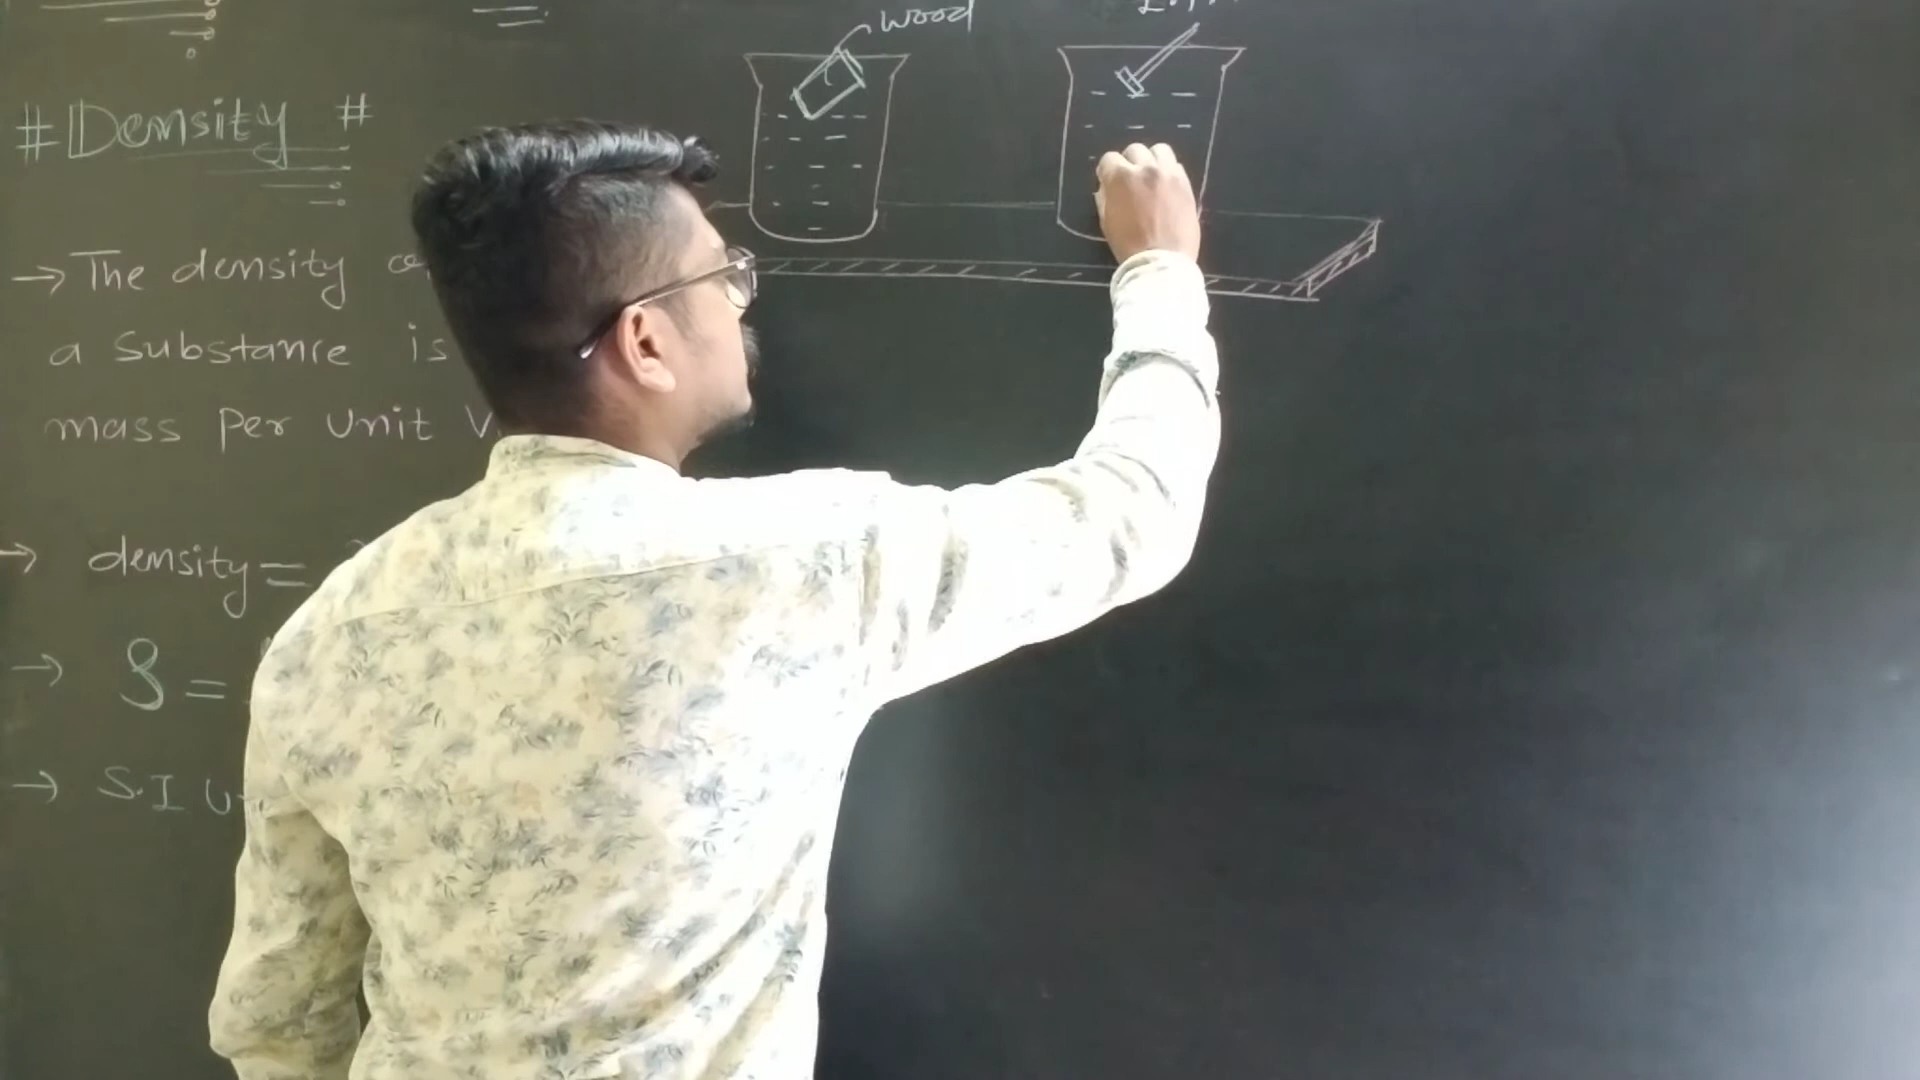 wood
# Density #
→ The density
a substance is
mass per unit
→ density =
→ ρ =
→ S.I